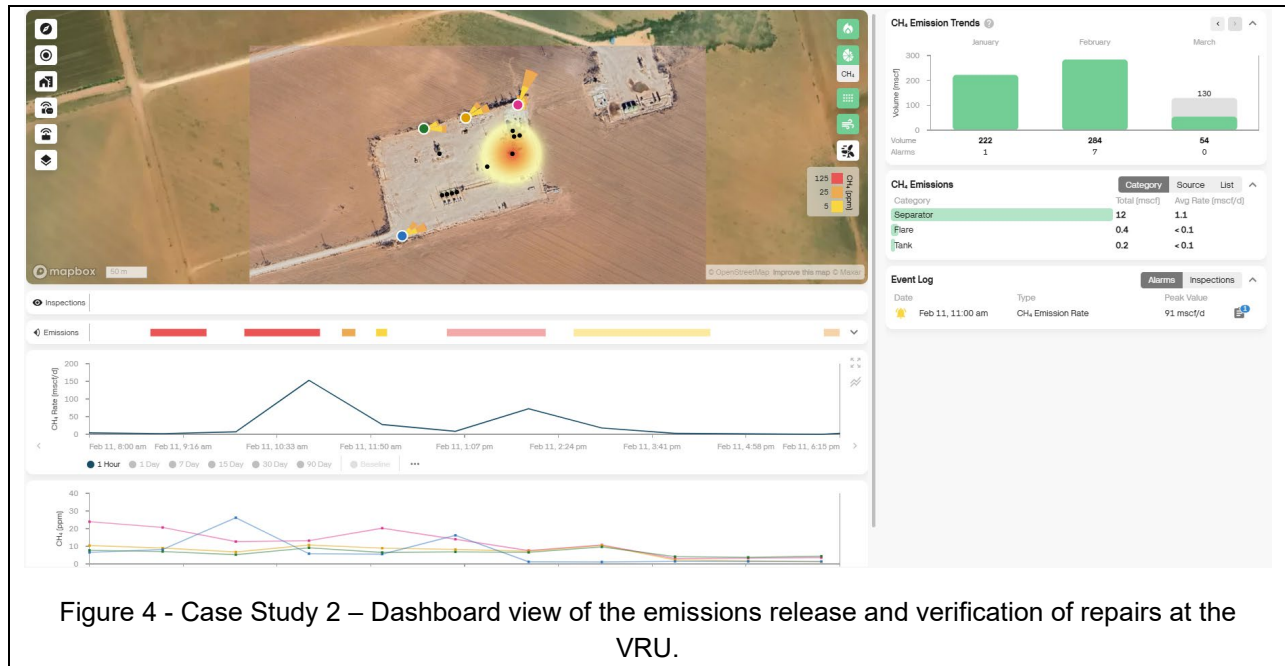 CH₄
125
25
5
CH₄ [ppm]
mapbox
50 m
© OpenStreetMap Improve this map © Maxar
Inspections
Emissions
CH₄ Rate [mscf/d]
200
150
100
50
0
Feb 11, 8:00 am Feb 11, 9:16 am Feb 11, 10:33 am Feb 11, 11:50 am Feb 11, 1:07 pm Feb 11, 2:24 pm Feb 11, 3:41 pm Feb 11, 4:58 pm Feb 11, 6:15 pm
1 Hour 1 Day 7 Day 15 Day 30 Day 90 Day Baseline
CH₄ [ppm]
40
30
20
10
0
CH₄ Emission Trends
January February March
Volume [mscf]
300
200
100
0
130
Volume 222 284 54
Alarms 1 7 0
CH₄ Emissions Category Source List
Category Total [mscf] Avg Rate [mscf/d]
Separator 12 1.1
Flare 0.4 < 0.1
Tank 0.2 < 0.1
Event Log Alarms Inspections
Date Type Peak Value
Feb 11, 11:00 am CH₄ Emission Rate 91 mscf/d 1
Figure 4 - Case Study 2 – Dashboard view of the emissions release and verification of repairs at the
VRU.